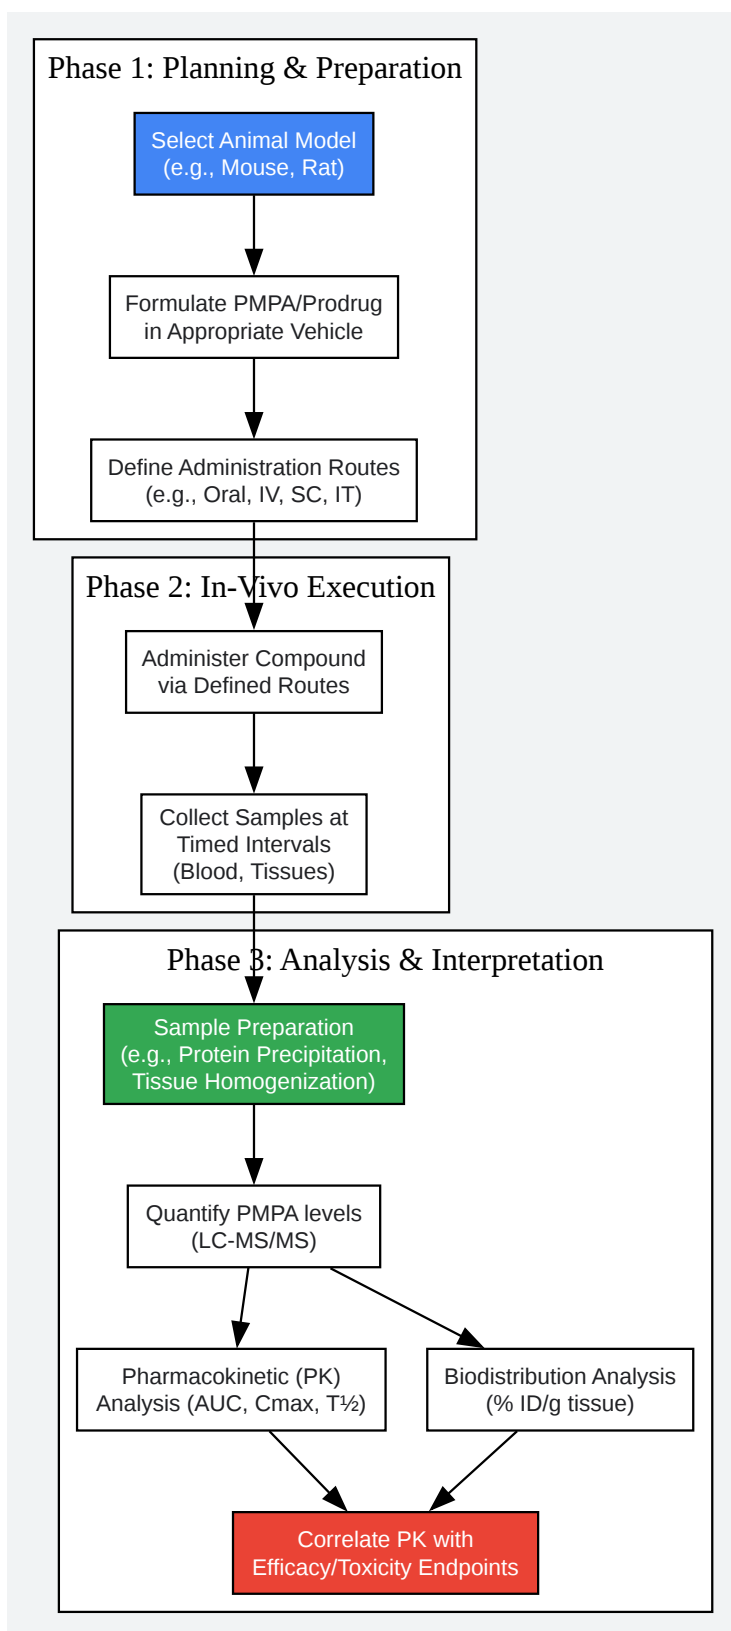 Phase 1: Planning & Preparation
Select Animal Model
(e.g., Mouse, Rat)
Formulate PMPA/Prodrug
in Appropriate Vehicle
Define Administration Routes
(e.g., Oral, IV, SC, IT)
Phase 2: In-Vivo Execution
Administer Compound
via Defined Routes
Collect Samples at
Timed Intervals
(Blood, Tissues)
Phase 3: Analysis & Interpretation
Sample Preparation
(e.g., Protein Precipitation,
Tissue Homogenization)
Quantify PMPA levels
(LC-MS/MS)
Pharmacokinetic (PK)
Analysis (AUC, Cmax, T½)
Biodistribution Analysis
(% ID/g tissue)
Correlate PK with
Efficacy/Toxicity Endpoints